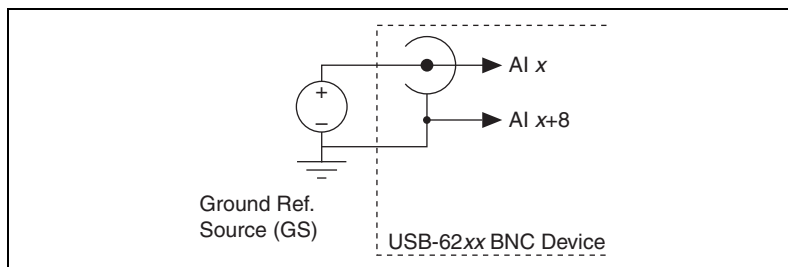 AI x
+
–
AI x+8
Ground Ref.
Source (GS)
USB-62xx BNC Device